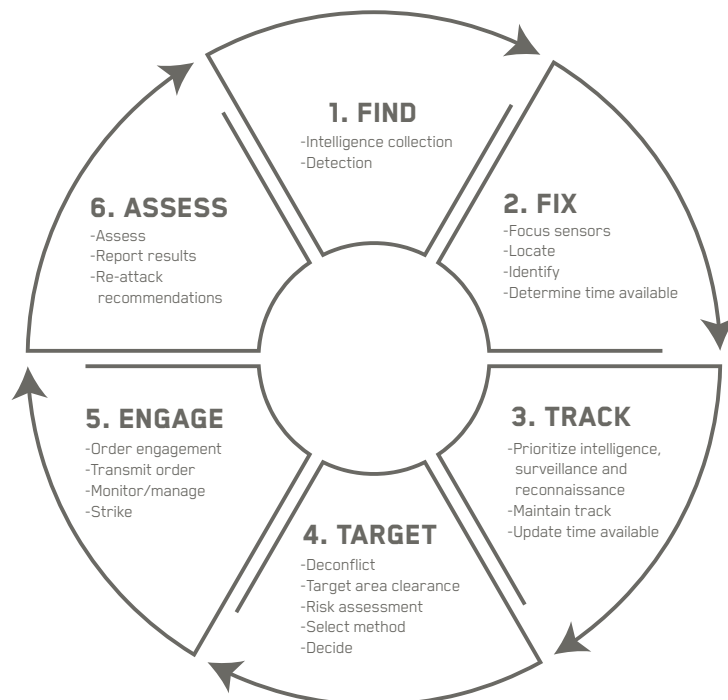 1. FIND
-Intelligence collection
-Detection
2. FIX
-Focus sensors
-Locate
-Identify
-Determine time available
3. TRACK
-Prioritize intelligence,
surveillance and
reconnaissance
-Maintain track
-Update time available
4. TARGET
-Deconflict
-Target area clearance
-Risk assessment
-Select method
-Decide
5. ENGAGE
-Order engagement
-Transmit order
-Monitor/manage
-Strike
6. ASSESS
-Assess
-Report results
-Re-attack
recommendations